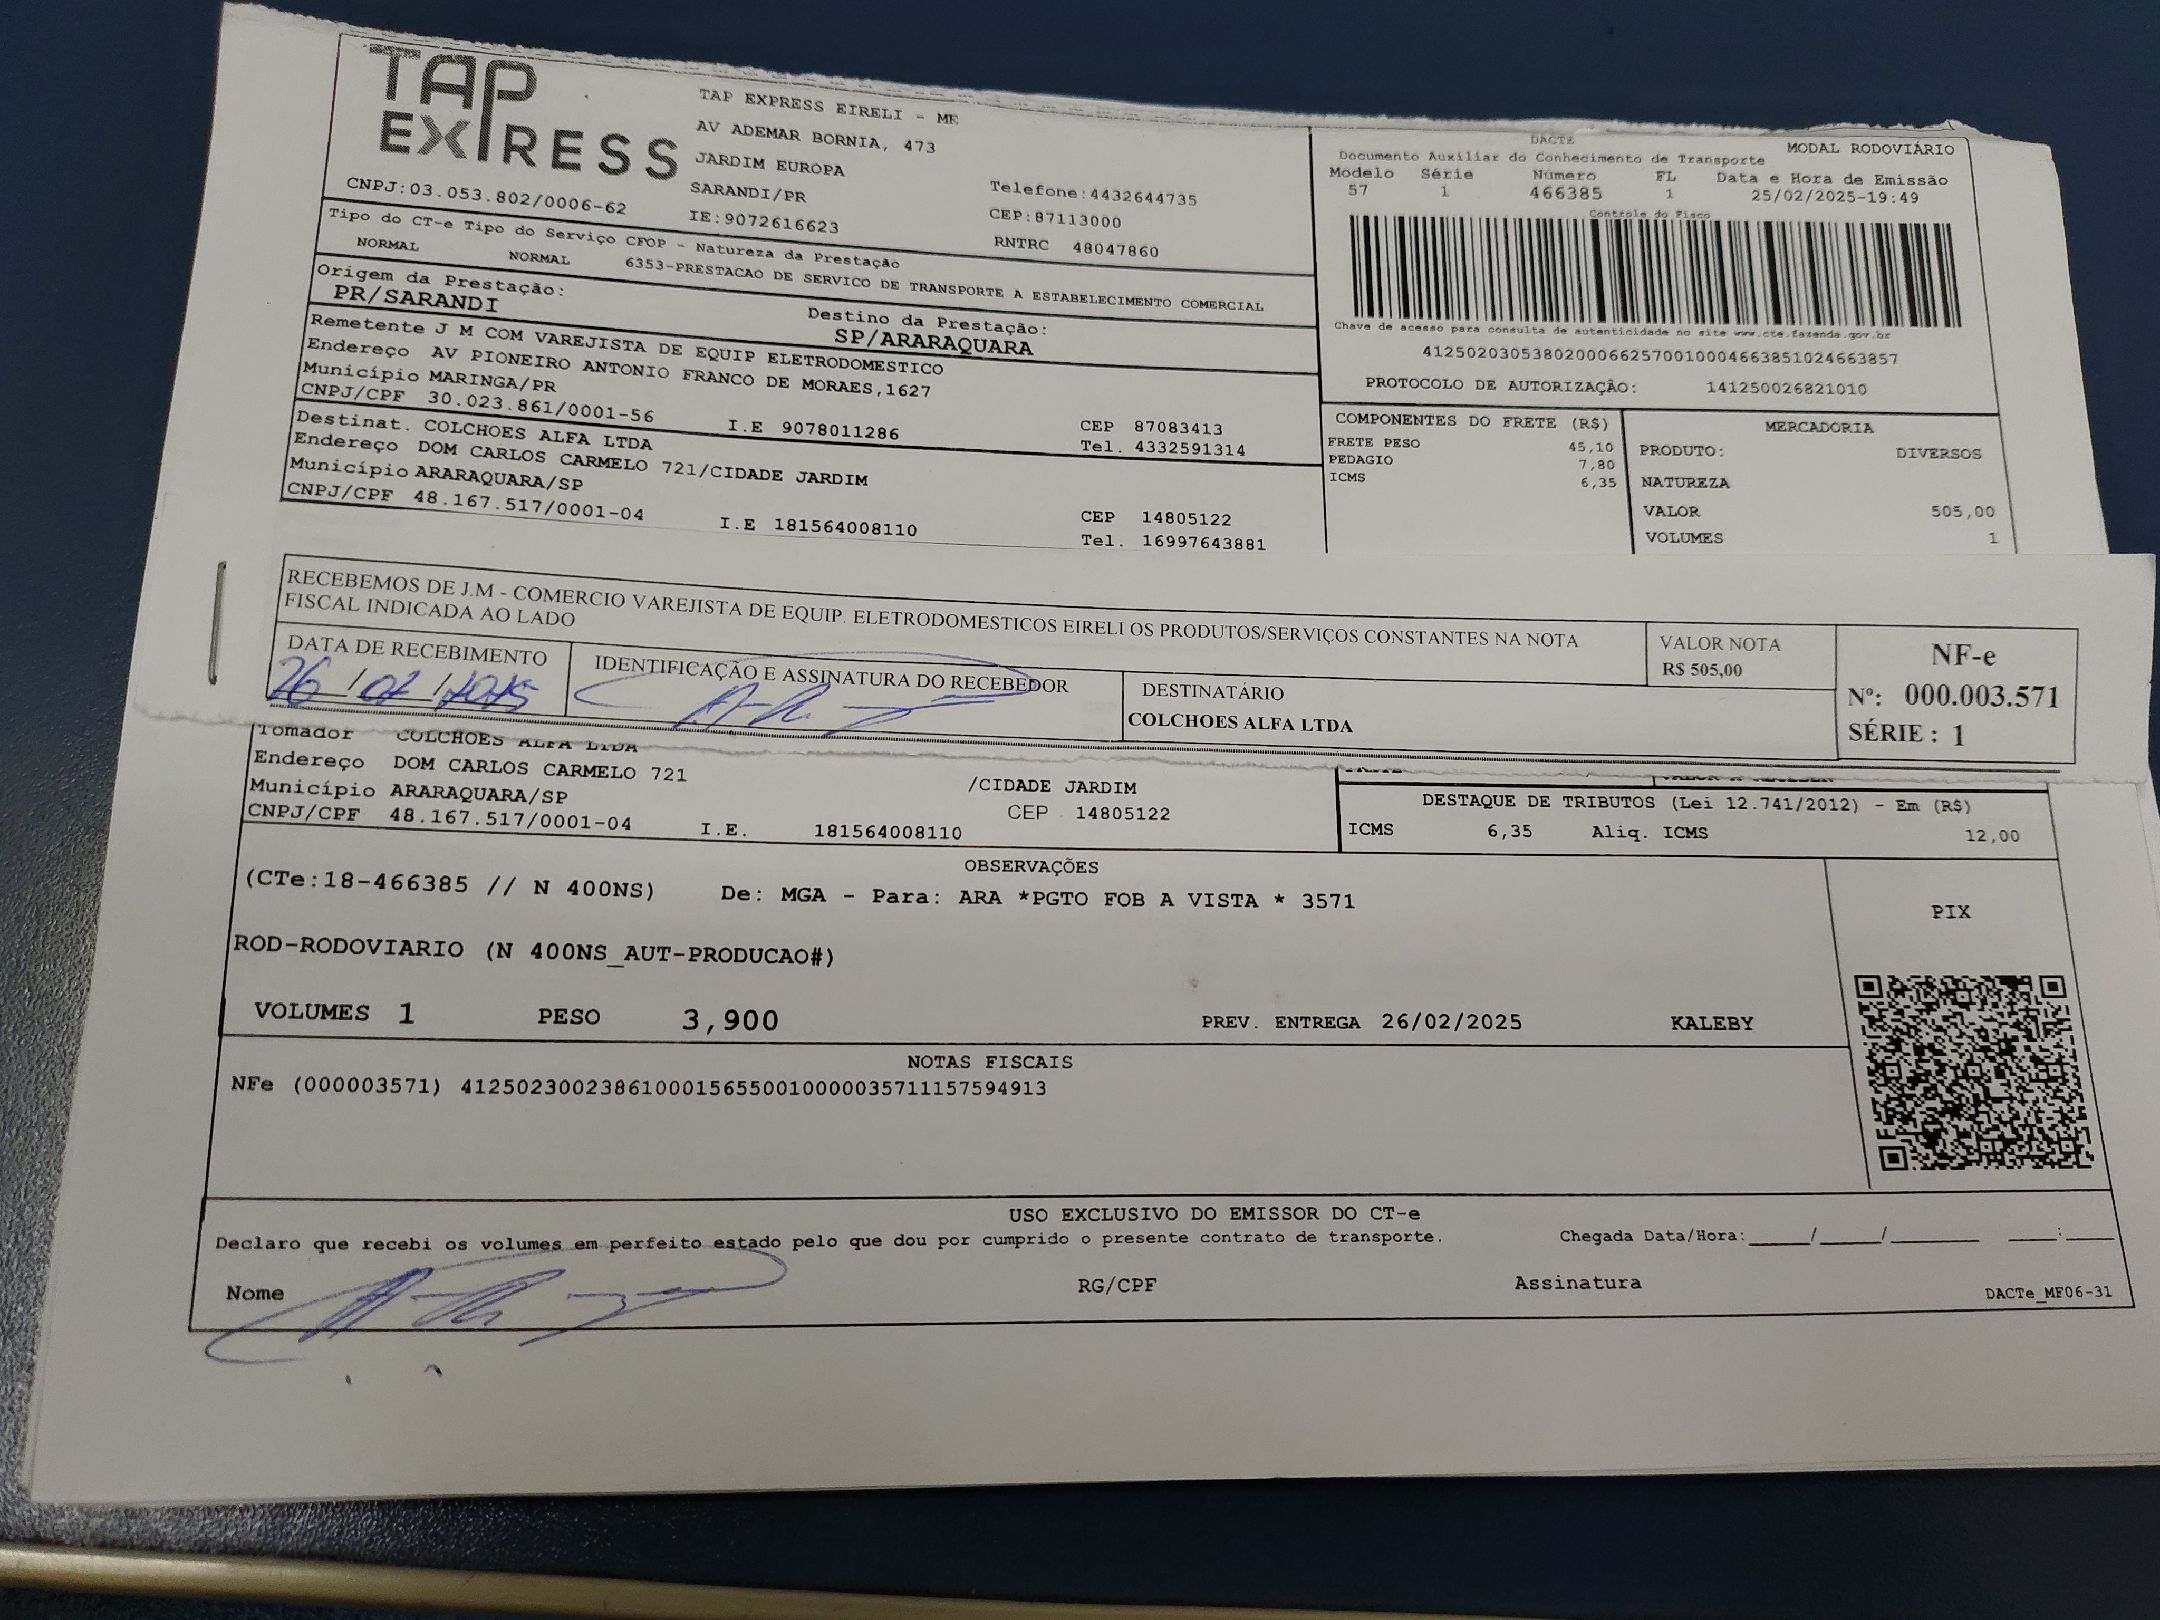 TAP
EXPRESS
TAP EXPRESS EIRELI - ME
AV ADEMAR BORNIA, 473
JARDIM EUROPA
SARANDI/PR
Telefone:4432644735
CNPJ:03.053.802/0006-62
IE:9072616623
CEP:87113000
RNTRC 48047860
Tipo do CT-e Tipo do Serviço CFOP - Natureza da Prestação
NORMAL NORMAL 6353-PRESTACAO DE SERVICO DE TRANSPORTE A ESTABELECIMENTO COMERCIAL
Origem da Prestação:
PR/SARANDI
Destino da Prestação:
SP/ARARAQUARA
Remetente J M COM VAREJISTA DE EQUIP ELETRODOMESTICO
Endereço AV PIONEIRO ANTONIO FRANCO DE MORAES,1627
Município MARINGA/PR
CNPJ/CPF 30.023.861/0001-56 I.E 9078011286
CEP 87083413
Tel. 4332591314
Destinat. COLCHOES ALFA LTDA
Endereço DOM CARLOS CARMELO 721/CIDADE JARDIM
Município ARARAQUARA/SP
CNPJ/CPF 48.167.517/0001-04 I.E 181564008110
CEP 14805122
Tel. 16997643881
DACTE
MODAL RODOVIÁRIO
Documento Auxiliar do Conhecimento de Transporte
Modelo Série Número FL Data e Hora de Emissão
57 1 466385 1 25/02/2025-19:49
Controle do Fisco
Chave de acesso para consulta de autenticidade no site www.cte.fazenda.gov.br
41250203053802000662570010004663851024663857
PROTOCOLO DE AUTORIZAÇÃO: 141250026821010
COMPONENTES DO FRETE (R$)
FRETE PESO 45,10
PEDAGIO 7,80
ICMS 6,35
MERCADORIA
PRODUTO: DIVERSOS
NATUREZA
VALOR 505,00
VOLUMES 1
RECEBEMOS DE J.M - COMERCIO VAREJISTA DE EQUIP. ELETRODOMESTICOS EIRELI OS PRODUTOS/SERVIÇOS CONSTANTES NA NOTA
FISCAL INDICADA AO LADO
VALOR NOTA
R$ 505,00
NF-e
Nº: 000.003.571
SÉRIE : 1
DATA DE RECEBIMENTO
26/02/2025
IDENTIFICAÇÃO E ASSINATURA DO RECEBEDOR
DESTINATÁRIO
COLCHOES ALFA LTDA
Tomador COLCHOES ALFA LTDA
Endereço DOM CARLOS CARMELO 721 /CIDADE JARDIM
Município ARARAQUARA/SP CEP 14805122
CNPJ/CPF 48.167.517/0001-04 I.E. 181564008110
DESTAQUE DE TRIBUTOS (Lei 12.741/2012) - Em (R$)
ICMS 6,35 Aliq. ICMS 12,00
OBSERVAÇÕES
(CTe:18-466385 // N 400NS) De: MGA - Para: ARA *PGTO FOB A VISTA * 3571
PIX
ROD-RODOVIARIO (N 400NS_AUT-PRODUCAO#)
VOLUMES 1 PESO 3,900 PREV. ENTREGA 26/02/2025 KALEBY
NOTAS FISCAIS
NFe (000003571) 41250230023861000156550010000035711157594913
USO EXCLUSIVO DO EMISSOR DO CT-e
Declaro que recebi os volumes em perfeito estado pelo que dou por cumprido o presente contrato de transporte. Chegada Data/Hora:_____/_____/_______ ____:____
Nome RG/CPF Assinatura
DACTe_MF06-31